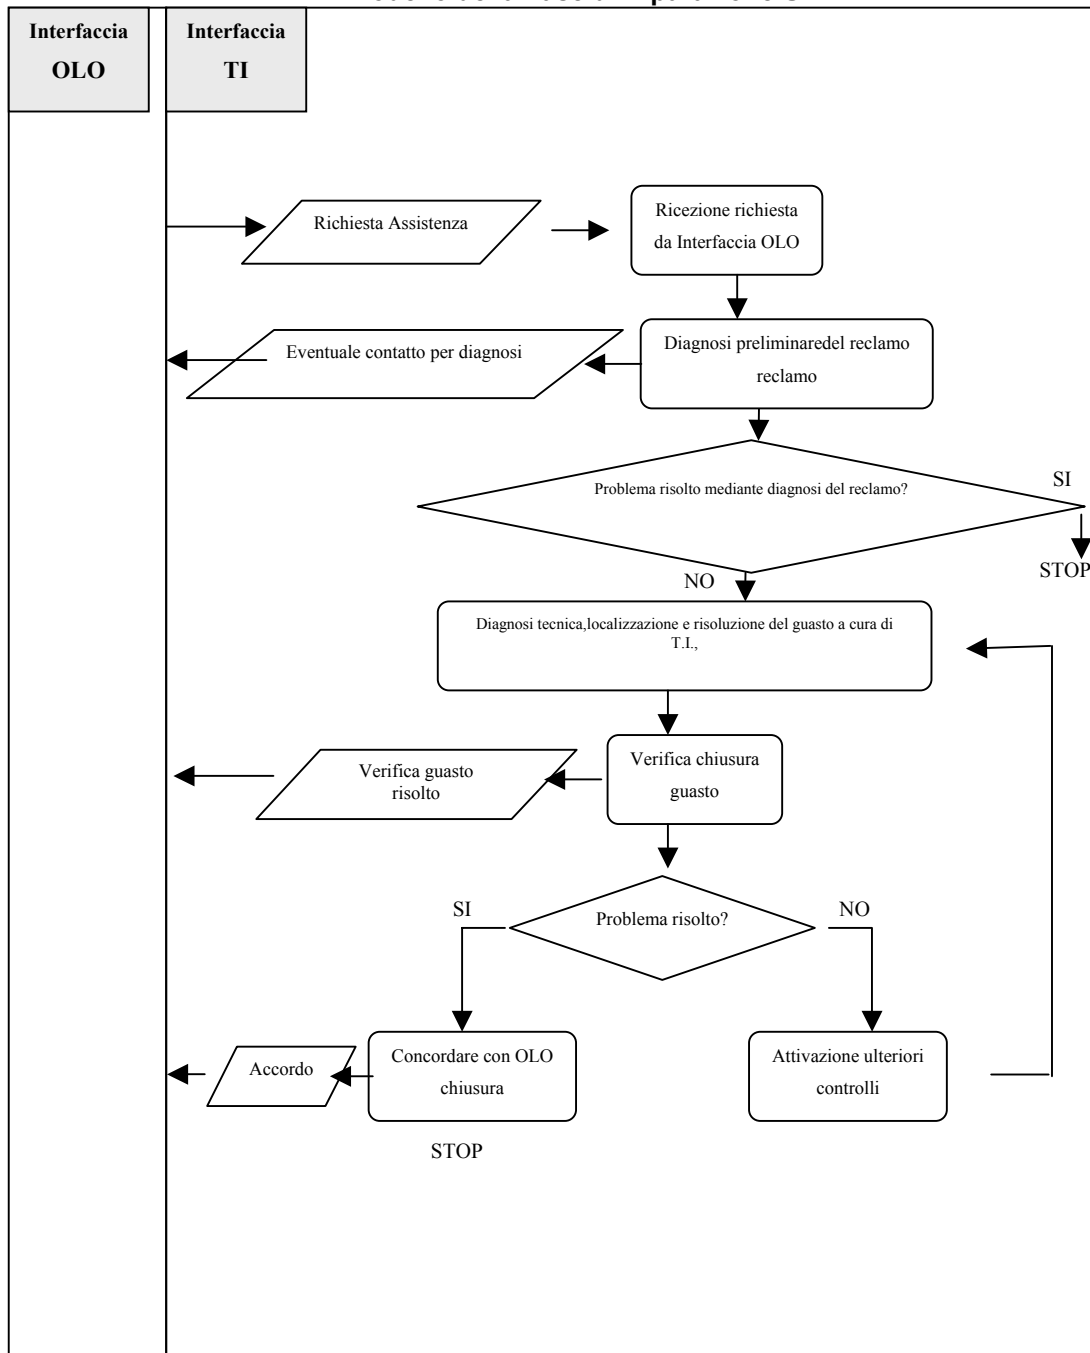 Interfaccia
OLO
Interfaccia
TI
Richiesta Assistenza
Ricezione richiesta
da Interfaccia OLO
Eventuale contatto per diagnosi
Diagnosi preliminaredel reclamo
reclamo
Problema risolto mediante diagnosi del reclamo?
SI
STOP
NO
Diagnosi tecnica,localizzazione e risoluzione del guasto a cura di
T.I.,
Verifica guasto
risolto
Verifica chiusura
guasto
SI
Problema risolto?
NO
Accordo
Concordare con OLO
chiusura
Attivazione ulteriori
controlli
STOP